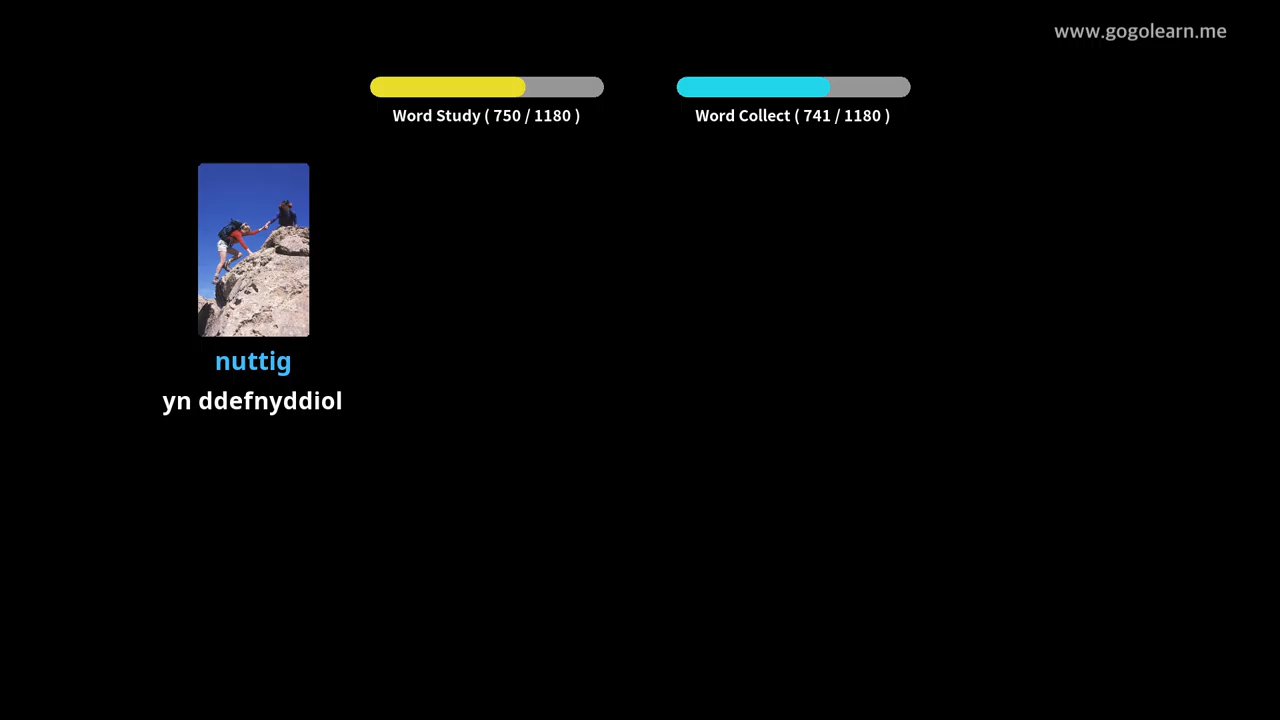 www.gogolearn.me
Word Study ( 750 / 1180 )
Word Collect ( 741 / 1180 )
nuttig
yn ddefnyddiol